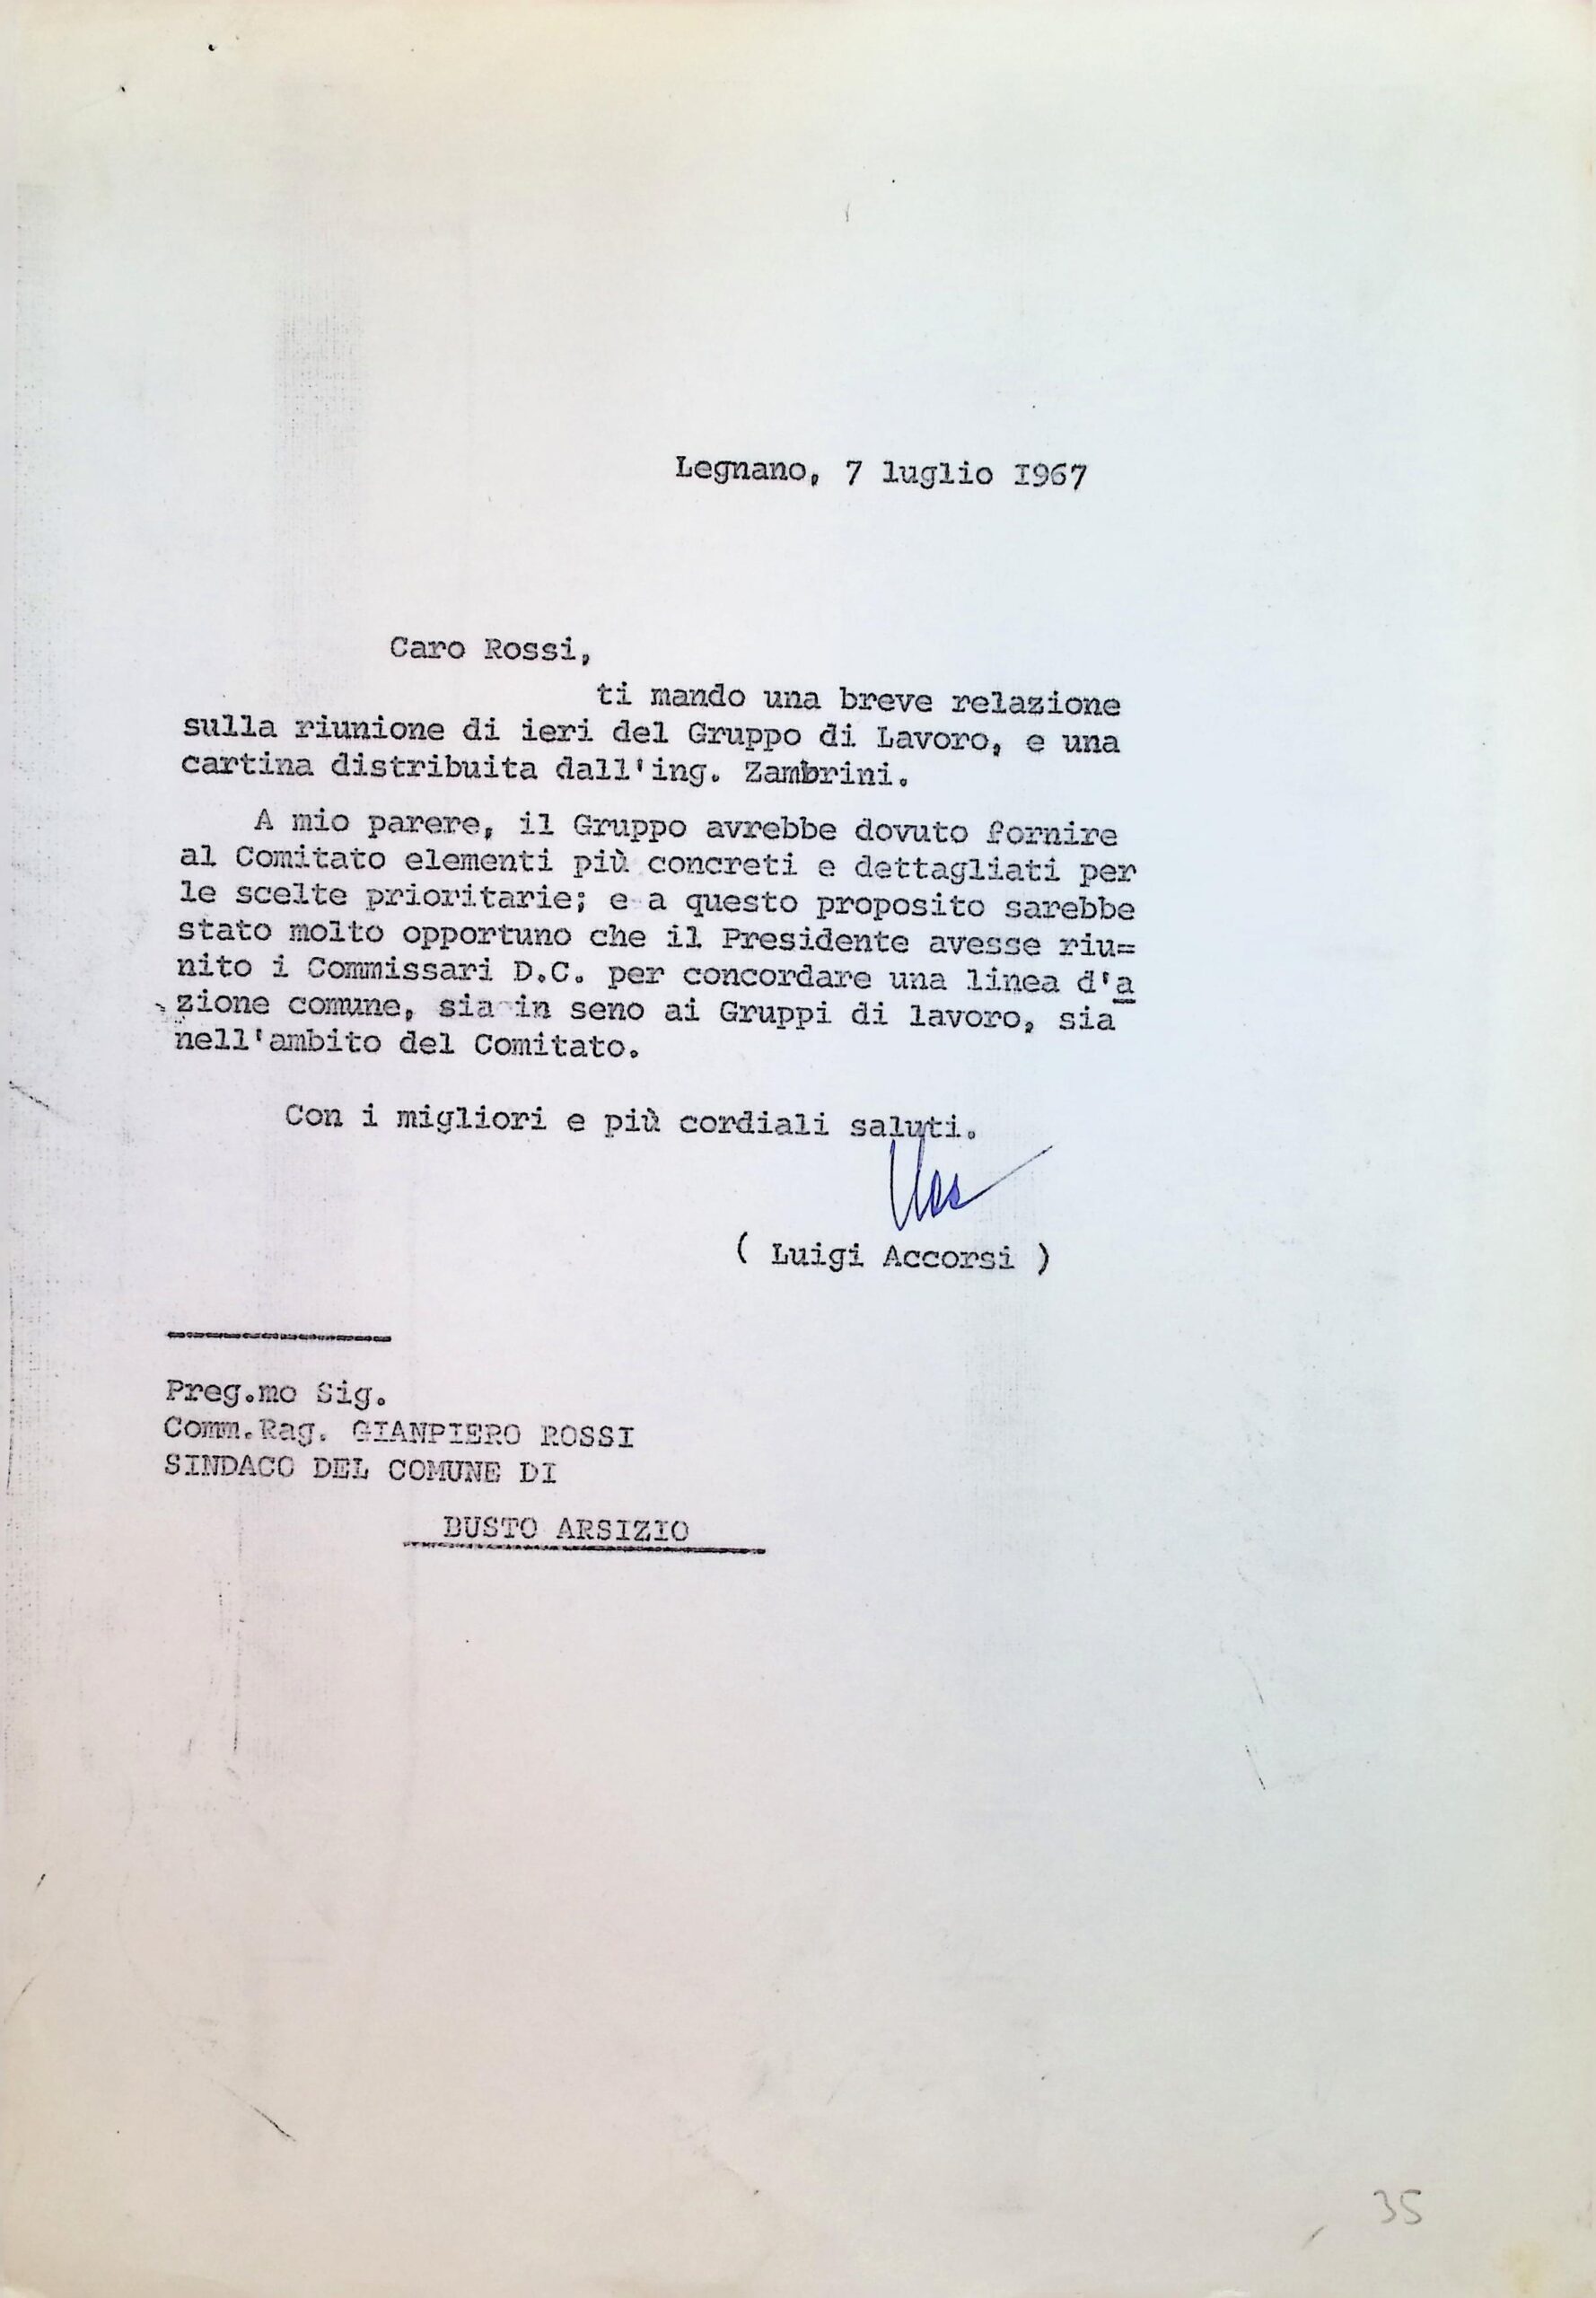 Legnano, 7 luglio I967
Caro Rossi,
ti mando una breve relazione
sulla riunione di ieri del Gruppo di Lavoro, e una
cartina distribuita dall'ing. Zambrini.
A mio parere, il Gruppo avrebbe dovuto fornire
al Comitato elementi più concreti e dettagliati per
le scelte prioritarie; e a questo proposito sarebbe
stato molto opportuno che il Presidente avesse riu=
nito i Commissari D.C. per concordare una linea d'a
zione comune, sia in seno ai Gruppi di lavoro, sia
nell'ambito del Comitato.
Con i migliori e più cordiali saluti.
( Luigi Accorsi )
Preg.mo Sig.
Comm.Rag. GIANPIERO ROSSI
SINDACO DEL COMUNE DI
BUSTO ARSIZIO
35